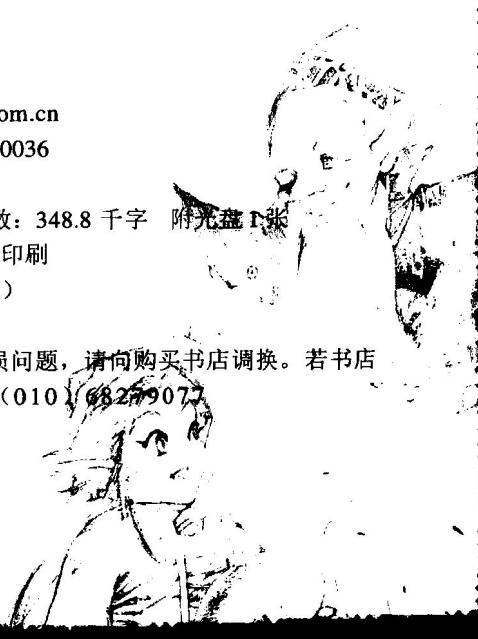 om.cn
0036
数：348.8 千字 附光盘 1 张
印刷
）
损问题，请向购买书店调换。若书店
（010）68279077